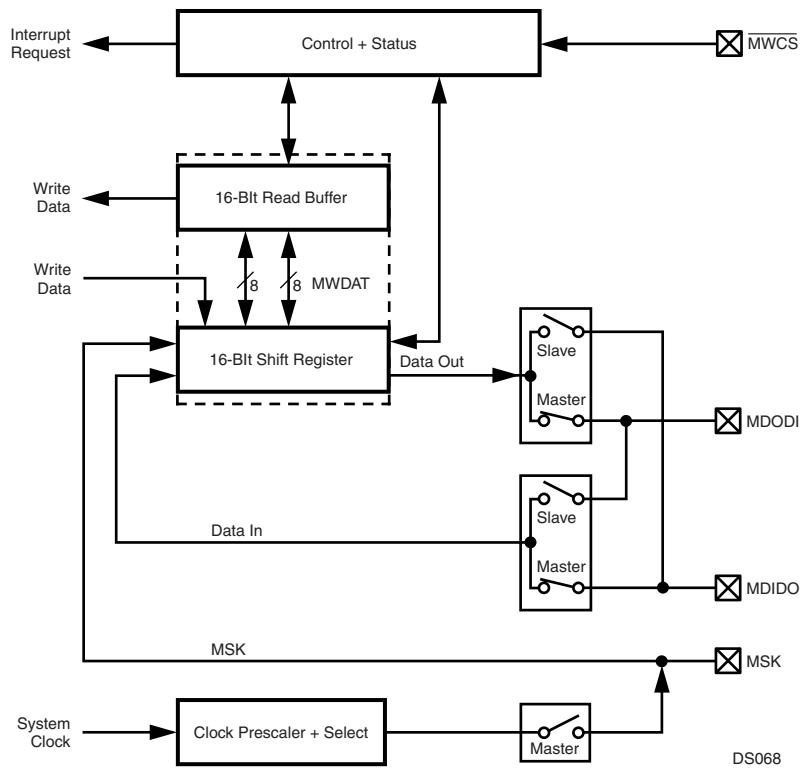 Interrupt
Request
Control + Status
MWCS
Write
Data
16-BIt Read Buffer
Write
Data
8
8
MWDAT
16-BIt Shift Register
Data Out
Slave
Master
MDODI
Slave
Data In
Master
MDIDO
MSK
MSK
System
Clock
Clock Prescaler + Select
Master
DS068